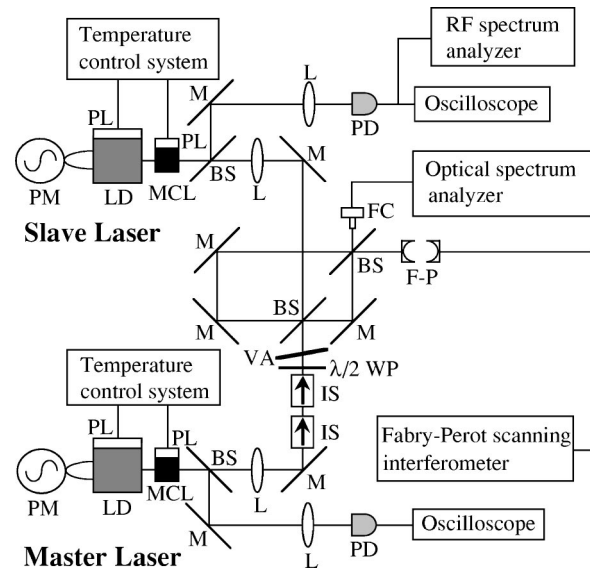 Temperature
control system
RF spectrum
analyzer
L
M
PD
Oscilloscope
PL
PL
PM
LD
MCL
BS
L
M
Optical spectrum
analyzer
Slave Laser
FC
M
BS
F-P
BS
M
M
VA
λ/2 WP
Temperature
control system
IS
IS
Fabry-Perot scanning
interferometer
PL
PL
BS
PM
LD
MCL
L
M
M
L
PD
Oscilloscope
Master Laser